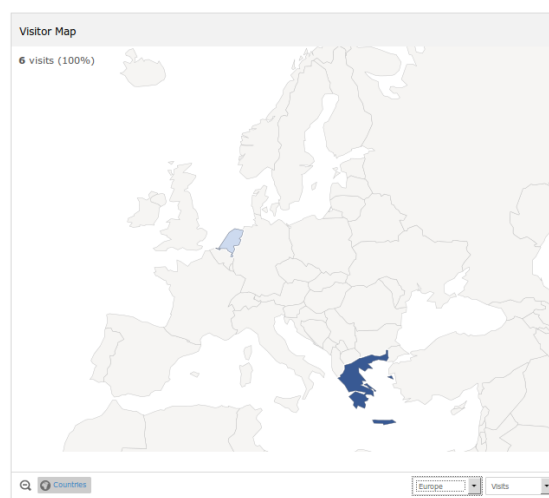 Visitor Map
6 visits (100%)
Countries
Europe
Visits